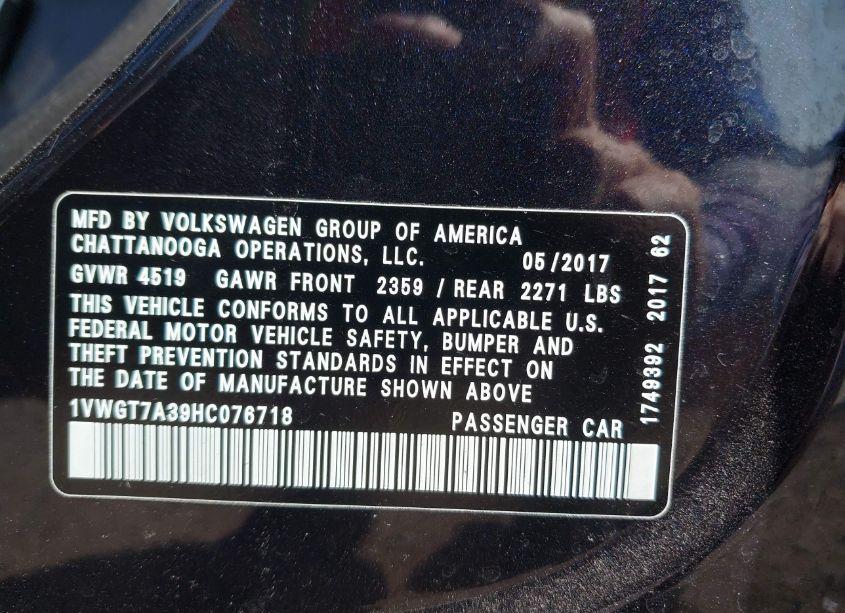 MFD BY VOLKSWAGEN GROUP OF AMERICA
CHATTANOOGA OPERATIONS, LLC. 05/2017
GVWR 4519 GAWR FRONT 2359 / REAR 2271 LBS
THIS VEHICLE CONFORMS TO ALL APPLICABLE U.S.
FEDERAL MOTOR VEHICLE SAFETY, BUMPER AND
THEFT PREVENTION STANDARDS IN EFFECT ON
THE DATE OF MANUFACTURE SHOWN ABOVE
1VWGT7A39HC076718 PASSENGER CAR
1749392 2017 62